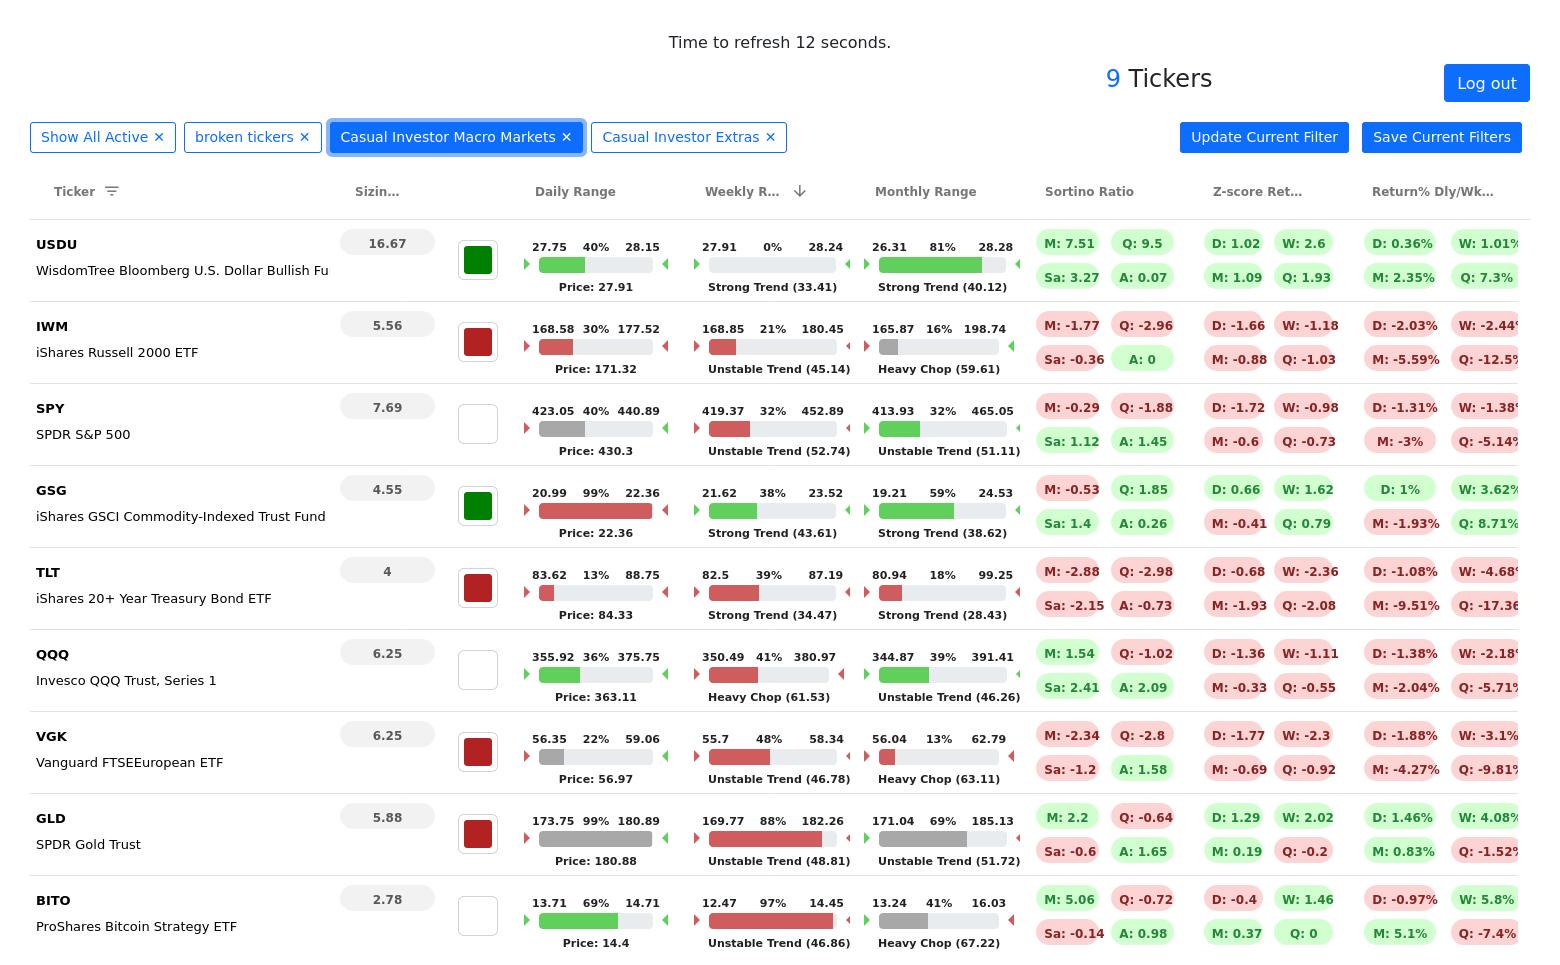 Time to refresh 12 seconds.
9 Tickers
Log out
Show All Active ✕ broken tickers ✕ Casual Investor Macro Markets ✕ Casual Investor Extras ✕ Update Current Filter Save Current Filters
Ticker Sizin... Daily Range Weekly R... Monthly Range Sortino Ratio Z-score Ret... Return% Dly/Wk...
USDU 16.67 27.75 40% 28.15 27.91 0% 28.24 26.31 81% 28.28 M: 7.51 Q: 9.5 D: 1.02 W: 2.6 D: 0.36% W: 1.01%
WisdomTree Bloomberg U.S. Dollar Bullish Fu Sa: 3.27 A: 0.07 M: 1.09 Q: 1.93 M: 2.35% Q: 7.3%
Price: 27.91 Strong Trend (33.41) Strong Trend (40.12)
IWM 5.56 168.58 30% 177.52 168.85 21% 180.45 165.87 16% 198.74 M: -1.77 Q: -2.96 D: -1.66 W: -1.18 D: -2.03% W: -2.44%
iShares Russell 2000 ETF Sa: -0.36 A: 0 M: -0.88 Q: -1.03 M: -5.59% Q: -12.5%
Price: 171.32 Unstable Trend (45.14) Heavy Chop (59.61)
SPY 7.69 423.05 40% 440.89 419.37 32% 452.89 413.93 32% 465.05 M: -0.29 Q: -1.88 D: -1.72 W: -0.98 D: -1.31% W: -1.38%
SPDR S&P 500 Sa: 1.12 A: 1.45 M: -0.6 Q: -0.73 M: -3% Q: -5.14%
Price: 430.3 Unstable Trend (52.74) Unstable Trend (51.11)
GSG 4.55 20.99 99% 22.36 21.62 38% 23.52 19.21 59% 24.53 M: -0.53 Q: 1.85 D: 0.66 W: 1.62 D: 1% W: 3.62%
iShares GSCI Commodity-Indexed Trust Fund Sa: 1.4 A: 0.26 M: -0.41 Q: 0.79 M: -1.93% Q: 8.71%
Price: 22.36 Strong Trend (43.61) Strong Trend (38.62)
TLT 4 83.62 13% 88.75 82.5 39% 87.19 80.94 18% 99.25 M: -2.88 Q: -2.98 D: -0.68 W: -2.36 D: -1.08% W: -4.68%
iShares 20+ Year Treasury Bond ETF Sa: -2.15 A: -0.73 M: -1.93 Q: -2.08 M: -9.51% Q: -17.36
Price: 84.33 Strong Trend (34.47) Strong Trend (28.43)
QQQ 6.25 355.92 36% 375.75 350.49 41% 380.97 344.87 39% 391.41 M: 1.54 Q: -1.02 D: -1.36 W: -1.11 D: -1.38% W: -2.18%
Invesco QQQ Trust, Series 1 Sa: 2.41 A: 2.09 M: -0.33 Q: -0.55 M: -2.04% Q: -5.71%
Price: 363.11 Heavy Chop (61.53) Unstable Trend (46.26)
VGK 6.25 56.35 22% 59.06 55.7 48% 58.34 56.04 13% 62.79 M: -2.34 Q: -2.8 D: -1.77 W: -2.3 D: -1.88% W: -3.1%
Vanguard FTSEEuropean ETF Sa: -1.2 A: 1.58 M: -0.69 Q: -0.92 M: -4.27% Q: -9.81%
Price: 56.97 Unstable Trend (46.78) Heavy Chop (63.11)
GLD 5.88 173.75 99% 180.89 169.77 88% 182.26 171.04 69% 185.13 M: 2.2 Q: -0.64 D: 1.29 W: 2.02 D: 1.46% W: 4.08%
SPDR Gold Trust Sa: -0.6 A: 1.65 M: 0.19 Q: -0.2 M: 0.83% Q: -1.52%
Price: 180.88 Unstable Trend (48.81) Unstable Trend (51.72)
BITO 2.78 13.71 69% 14.71 12.47 97% 14.45 13.24 41% 16.03 M: 5.06 Q: -0.72 D: -0.4 W: 1.46 D: -0.97% W: 5.8%
ProShares Bitcoin Strategy ETF Sa: -0.14 A: 0.98 M: 0.37 Q: 0 M: 5.1% Q: -7.4%
Price: 14.4 Unstable Trend (46.86) Heavy Chop (67.22)